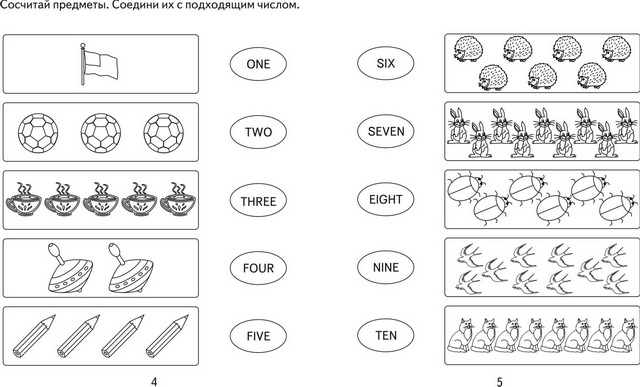 Сосчитай предметы. Соедини их с подходящим числом.
ONE
TWO
THREE
FOUR
FIVE
4
SIX
SEVEN
EIGHT
NINE
TEN
5